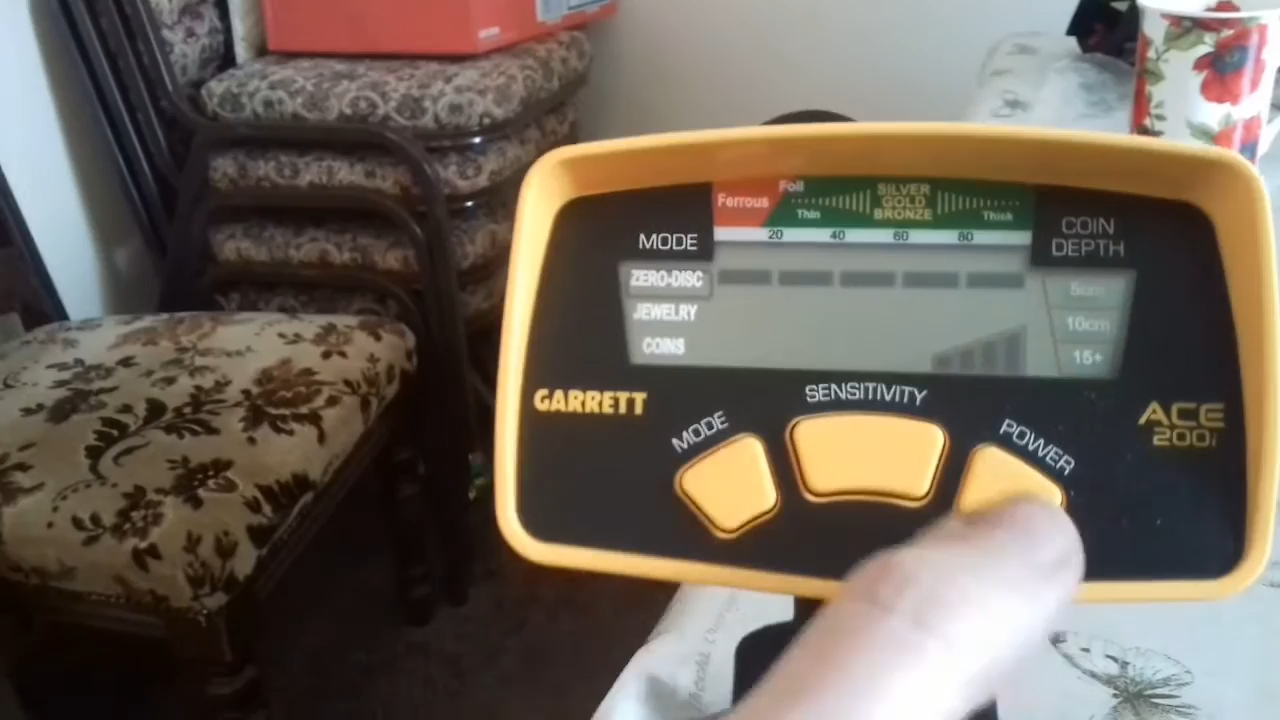 Ferrous
Foil
Thin
SILVER
GOLD
BRONZE
Thick
20 40 60 80
MODE
COIN
DEPTH
ZERO-DISC
JEWELRY
COINS
5cm
10cm
15+
GARRETT
ACE
200i
MODE
SENSITIVITY
POWER